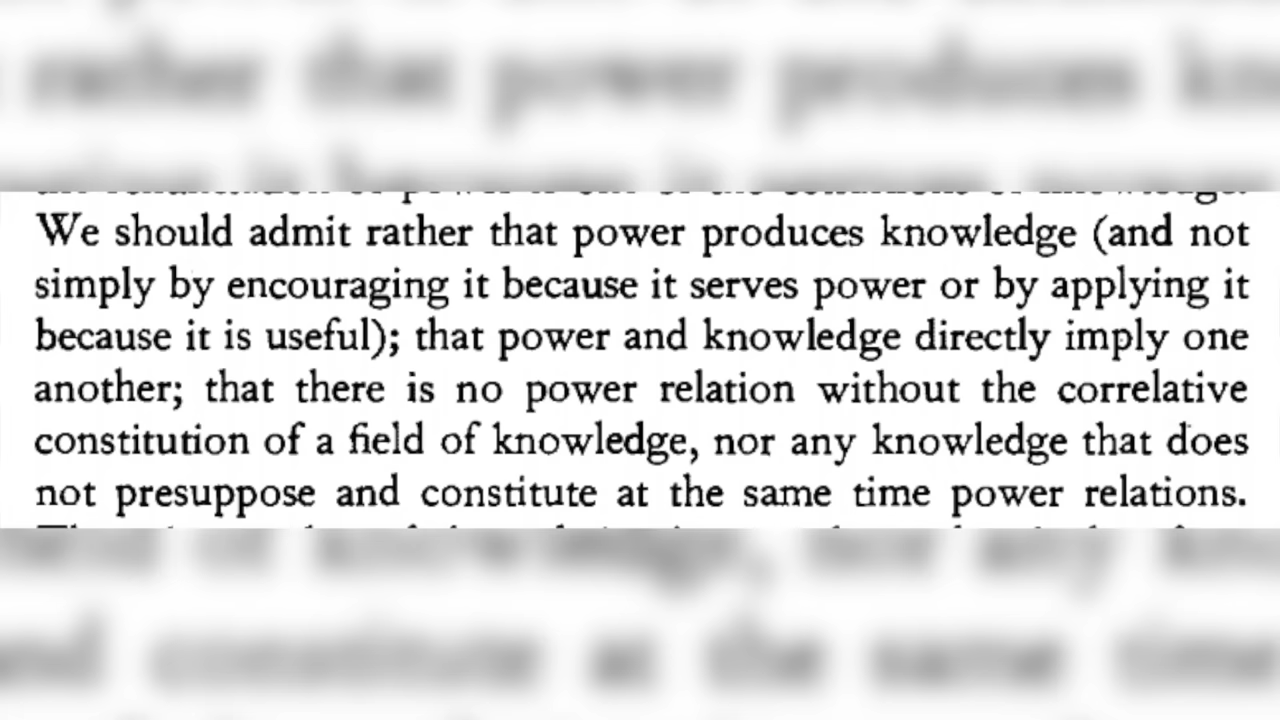 We should admit rather that power produces knowledge (and not
simply by encouraging it because it serves power or by applying it
because it is useful); that power and knowledge directly imply one
another; that there is no power relation without the correlative
constitution of a field of knowledge, nor any knowledge that does
not presuppose and constitute at the same time power relations.